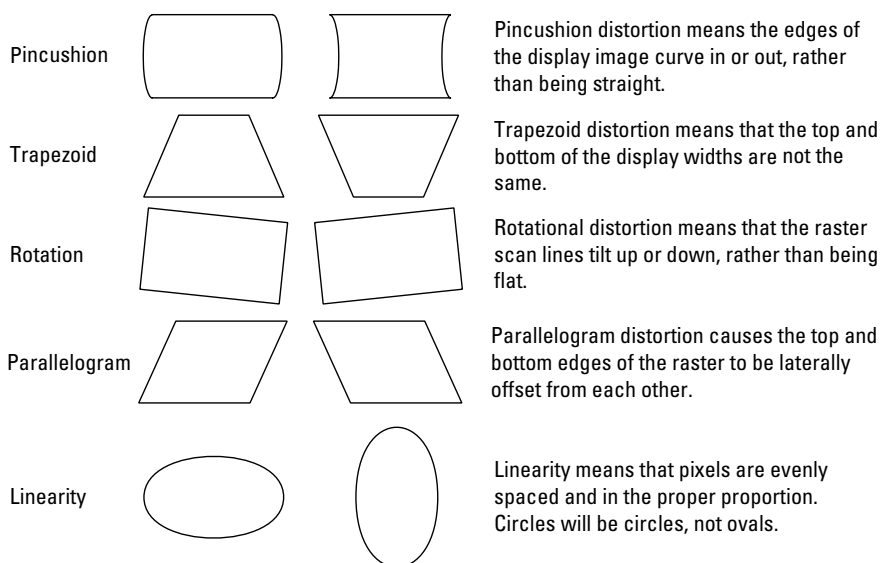 Pincushion
Pincushion distortion means the edges of
the display image curve in or out, rather
than being straight.
Trapezoid
Trapezoid distortion means that the top and
bottom of the display widths are not the
same.
Rotation
Rotational distortion means that the raster
scan lines tilt up or down, rather than being
flat.
Parallelogram
Parallelogram distortion causes the top and
bottom edges of the raster to be laterally
offset from each other.
Linearity
Linearity means that pixels are evenly
spaced and in the proper proportion.
Circles will be circles, not ovals.